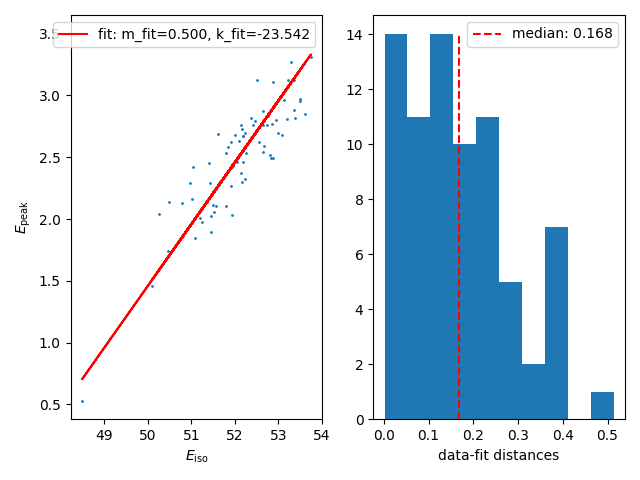 fit: m_fit=0.500, k_fit=-23.542
3.5
3.0
2.5
2.0
1.5
1.0
0.5
E_peak
49 50 51 52 53 54
E_iso
median: 0.168
14
12
10
8
6
4
2
0
0.0 0.1 0.2 0.3 0.4 0.5
data-fit distances